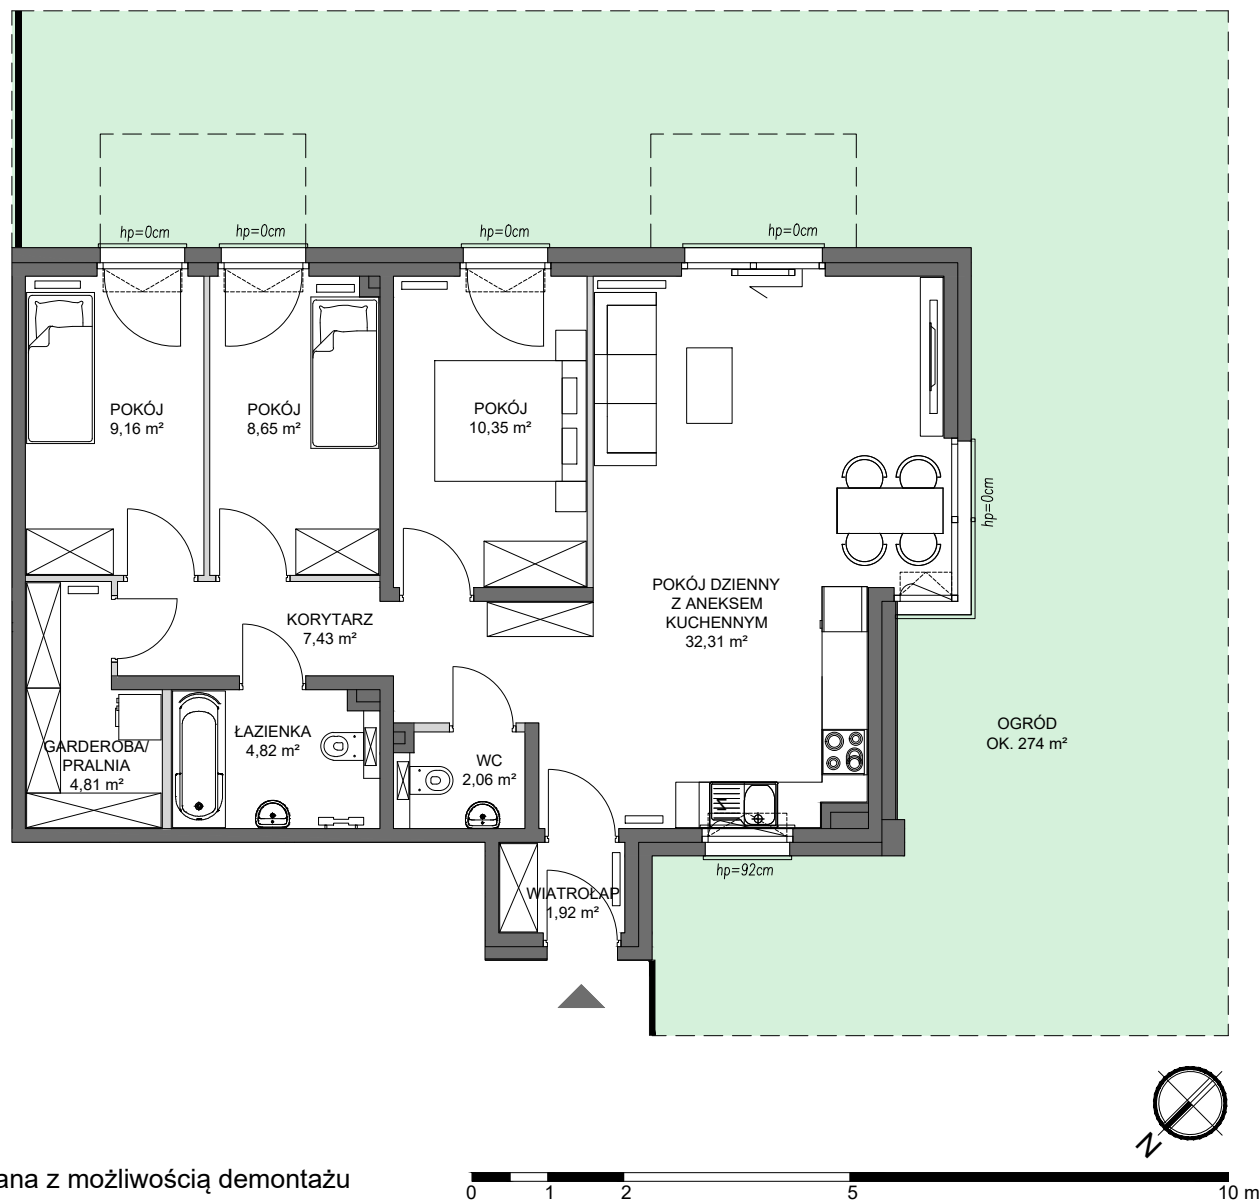 hp=0cm
hp=0cm
hp=0cm
hp=0cm
POKÓJ
9,16 m²
POKÓJ
8,65 m²
POKÓJ
10,35 m²
hp=0cm
POKÓJ DZIENNY
Z ANEKSEM
KUCHENNYM
32,31 m²
KORYTARZ
7,43 m²
GARDEROBA/
PRALNIA
4,81 m²
ŁAZIENKA
4,82 m²
WC
2,06 m²
OGRÓD
OK. 274 m²
hp=92cm
WIATROŁAP
1,92 m²
N
ana z możliwością demontażu
0 1 2 5 10 m